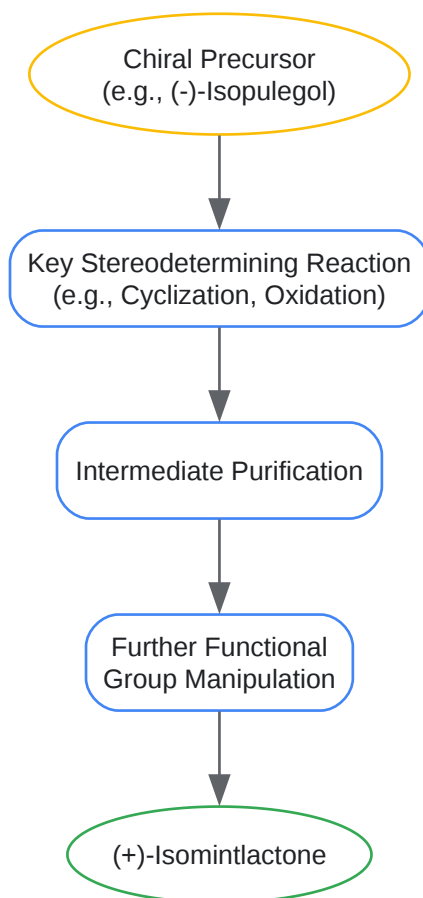 Chiral Precursor
(e.g., (-)-Isopulegol)
Key Stereodetermining Reaction
(e.g., Cyclization, Oxidation)
Intermediate Purification
Further Functional
Group Manipulation
(+)-Isomintlactone